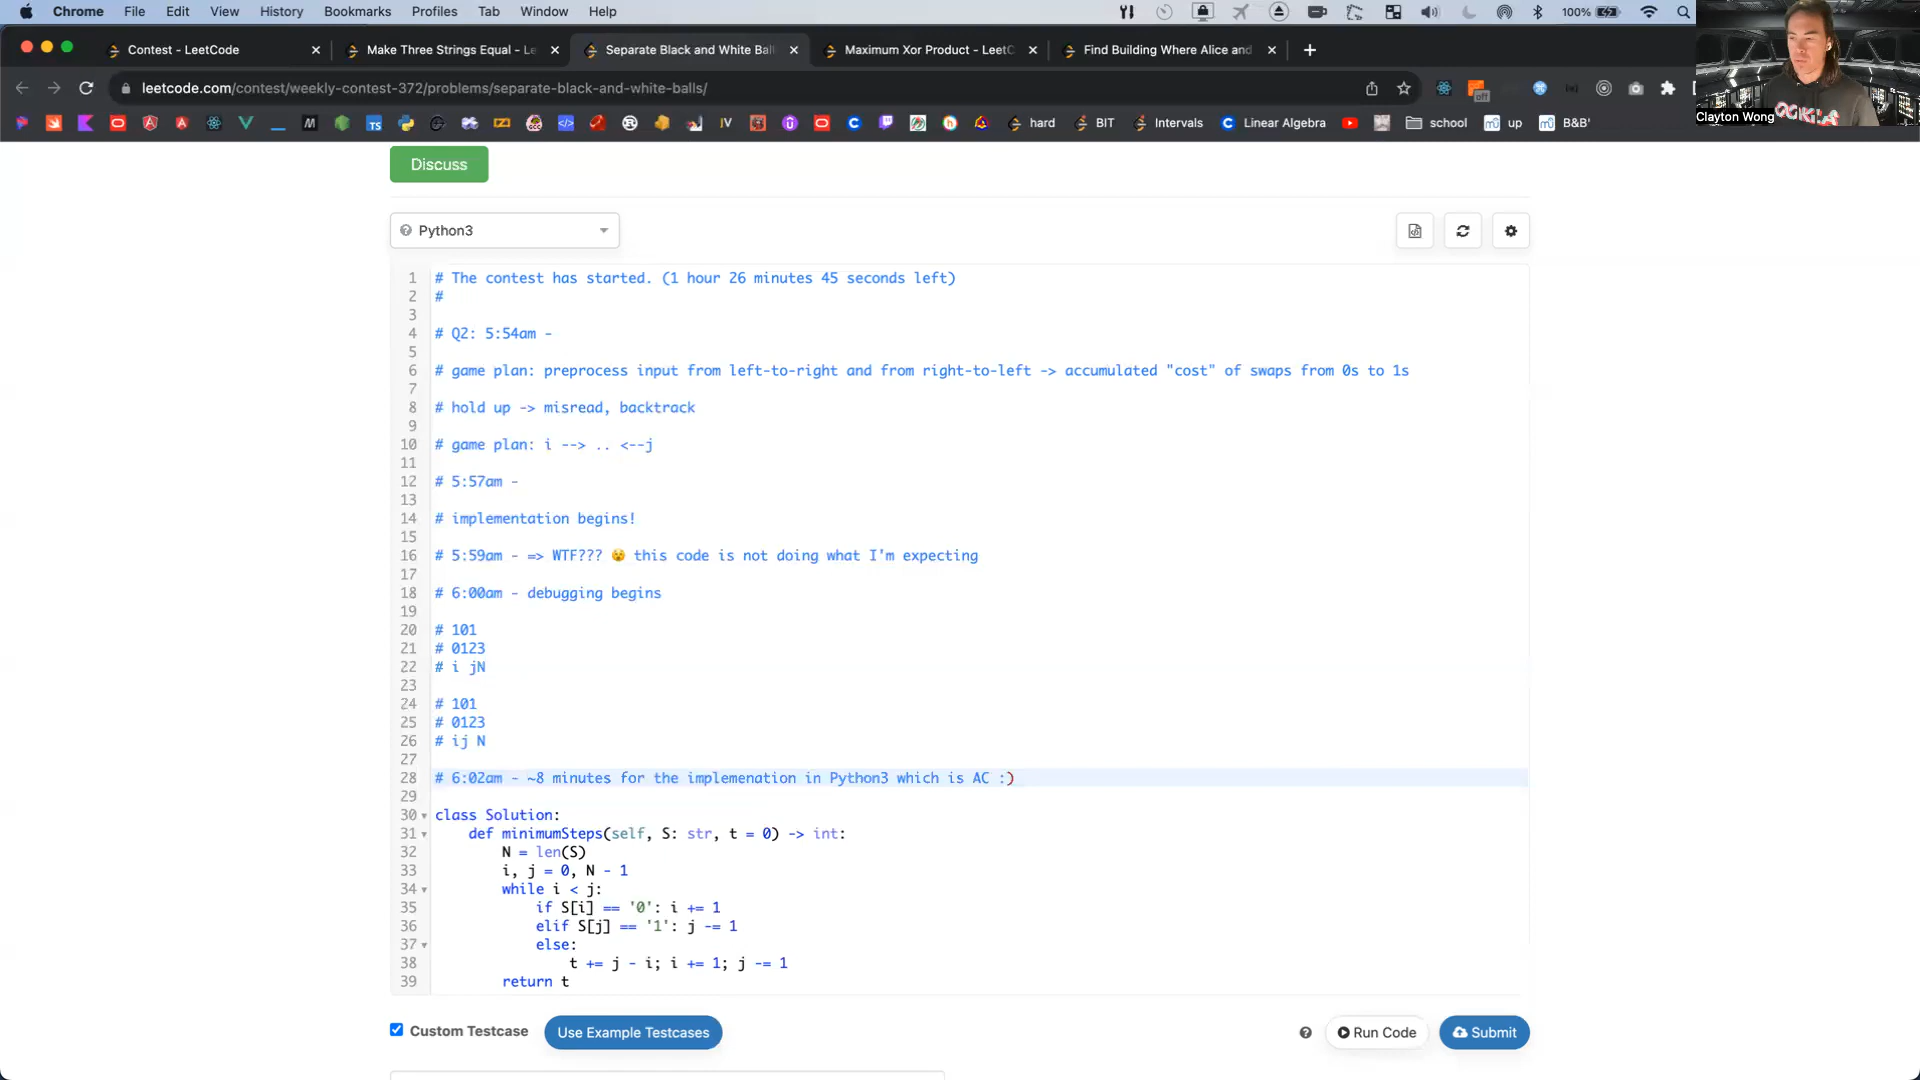 Chrome File Edit View History Bookmarks Profiles Tab Window Help
100%
Contest - LeetCode
Make Three Strings Equal - Le
Separate Black and White Ball
Maximum Xor Product - LeetC
Find Building Where Alice and
leetcode.com/contest/weekly-contest-372/problems/separate-black-and-white-balls/
off
Clayton Wong
TS
GCC
IV
hard
BIT
Intervals
Linear Algebra
school
up
B&B'
Discuss
Python3
1 # The contest has started. (1 hour 26 minutes 45 seconds left)
2 #
3
4 # Q2: 5:54am -
5
6 # game plan: preprocess input from left-to-right and from right-to-left -> accumulated "cost" of swaps from 0s to 1s
7
8 # hold up -> misread, backtrack
9
10 # game plan: i --> .. <--j
11
12 # 5:57am -
13
14 # implementation begins!
15
16 # 5:59am - => WTF??? 😵 this code is not doing what I'm expecting
17
18 # 6:00am - debugging begins
19
20 # 101
21 # 0123
22 # i jN
23
24 # 101
25 # 0123
26 # ij N
27
28 # 6:02am - ~8 minutes for the implemenation in Python3 which is AC :)
29
30 class Solution:
31 def minimumSteps(self, S: str, t = 0) -> int:
32 N = len(S)
33 i, j = 0, N - 1
34 while i < j:
35 if S[i] == '0': i += 1
36 elif S[j] == '1': j -= 1
37 else:
38 t += j - i; i += 1; j -= 1
39 return t
Custom Testcase
Use Example Testcases
Run Code
Submit